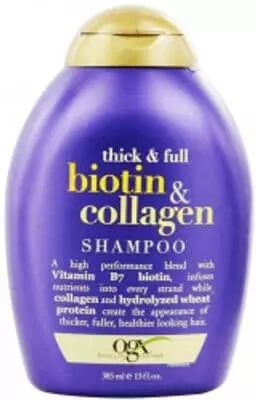 thick & full
biotin &
collagen
SHAMPOO
A high performance blend with
Vitamin B7 biotin, infuses
nutrients into every strand while
collagen and hydrolyzed wheat
protein create the appearance of
thicker, fuller, healthier looking hair.
ogx
385 ml ℮ 13 fl oz.